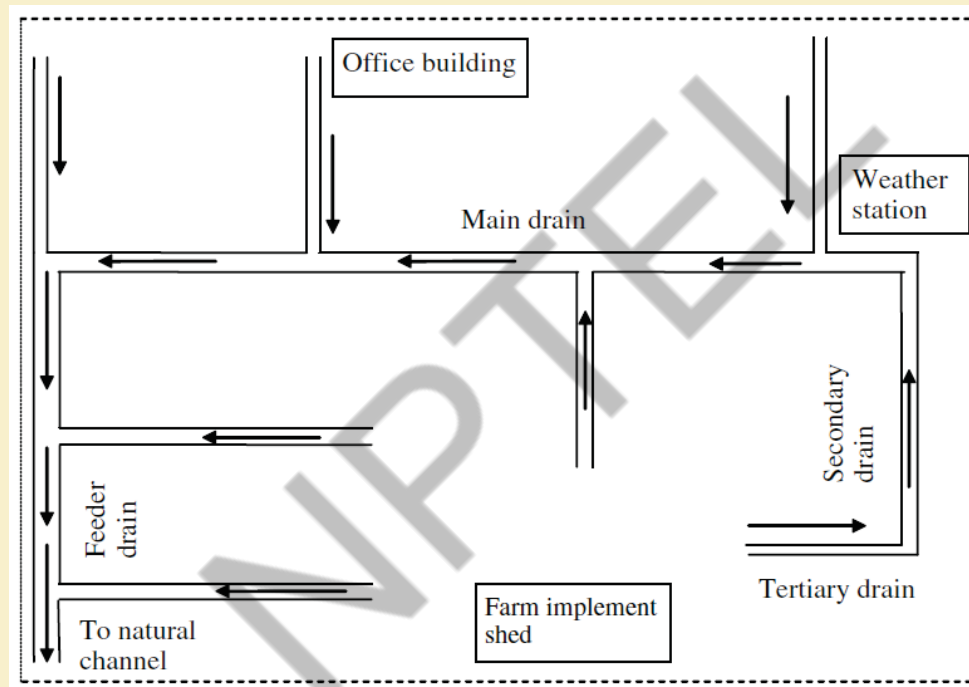 Office building
Weather
station
Main drain
Secondary
drain
Feeder
drain
Tertiary drain
Farm implement
shed
To natural
channel
NPTEL